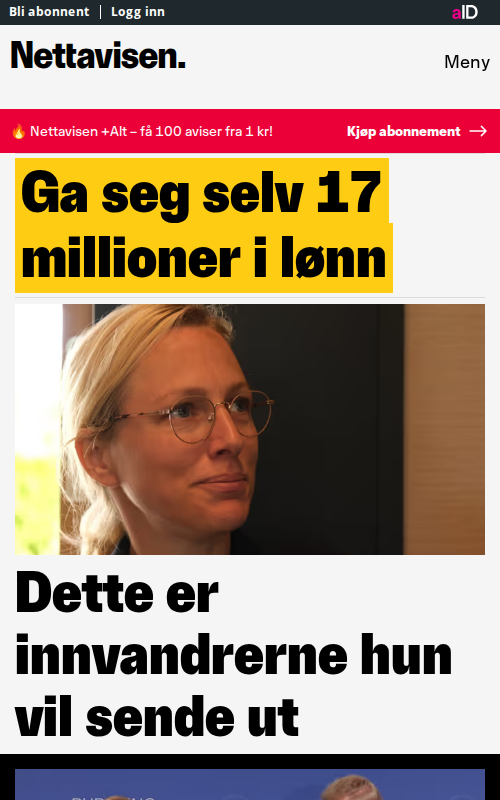 Bli abonnent | Logg inn
aID
Nettavisen.
Meny
🔥 Nettavisen +Alt – få 100 aviser fra 1 kr!
Kjøp abonnement →
Ga seg selv 17
millioner i lønn
Dette er
innvandrerne hun
vil sende ut